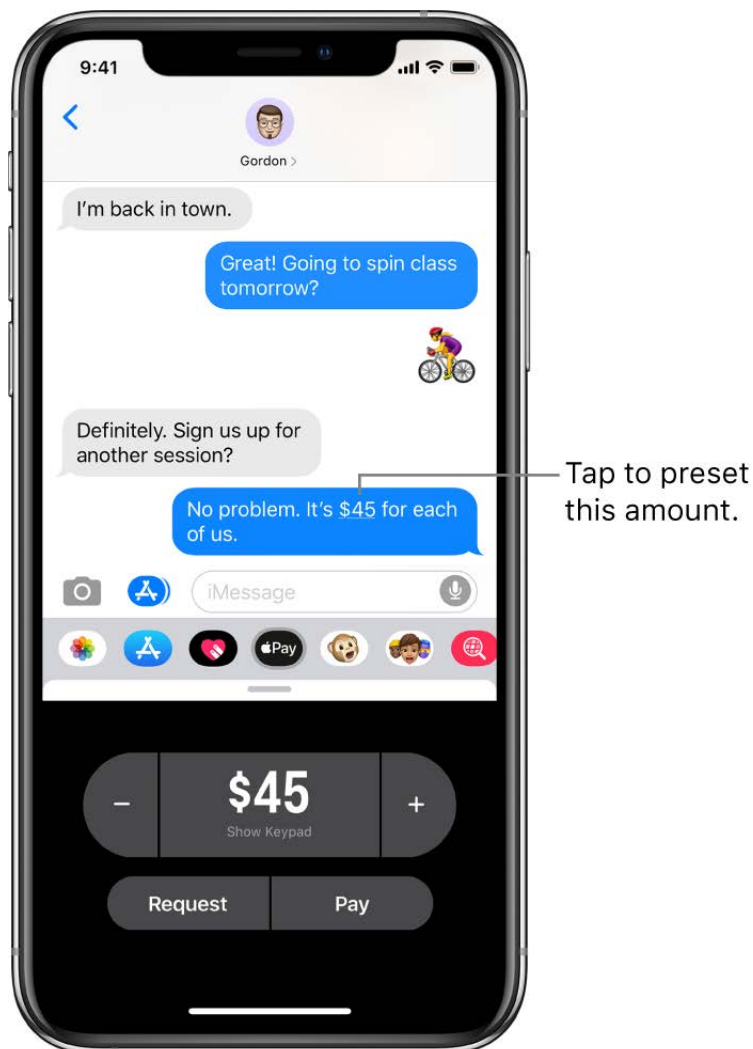 9:41
Gordon >
I'm back in town.
Great! Going to spin class
tomorrow?
Definitely. Sign us up for
another session?
No problem. It's $45 for each
of us.
Tap to preset
this amount.
iMessage
Pay
- $45 +
Show Keypad
Request Pay